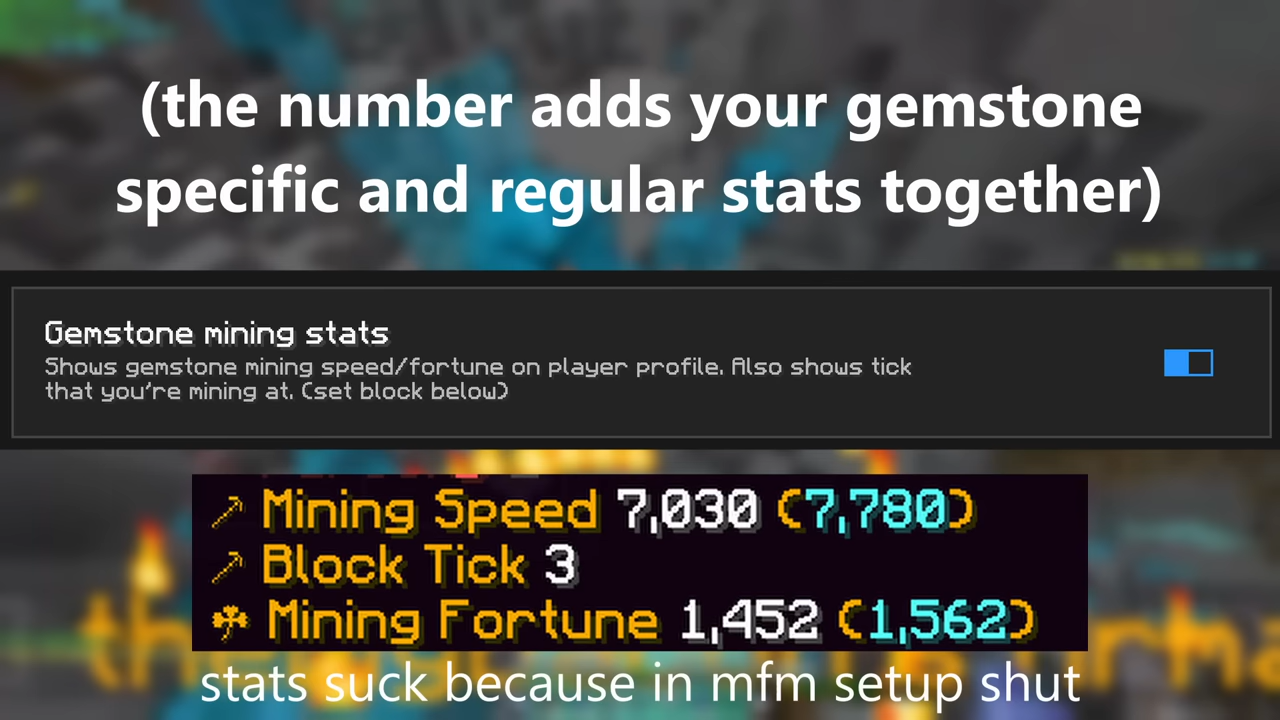 (the number adds your gemstone
specific and regular stats together)
Gemstone mining stats
Shows gemstone mining speed/fortune on player profile. Also shows tick
that you're mining at. (set block below)
Mining Speed 7,030 (7,780)
Block Tick 3
Mining Fortune 1,452 (1,562)
stats suck because in mfm setup shut